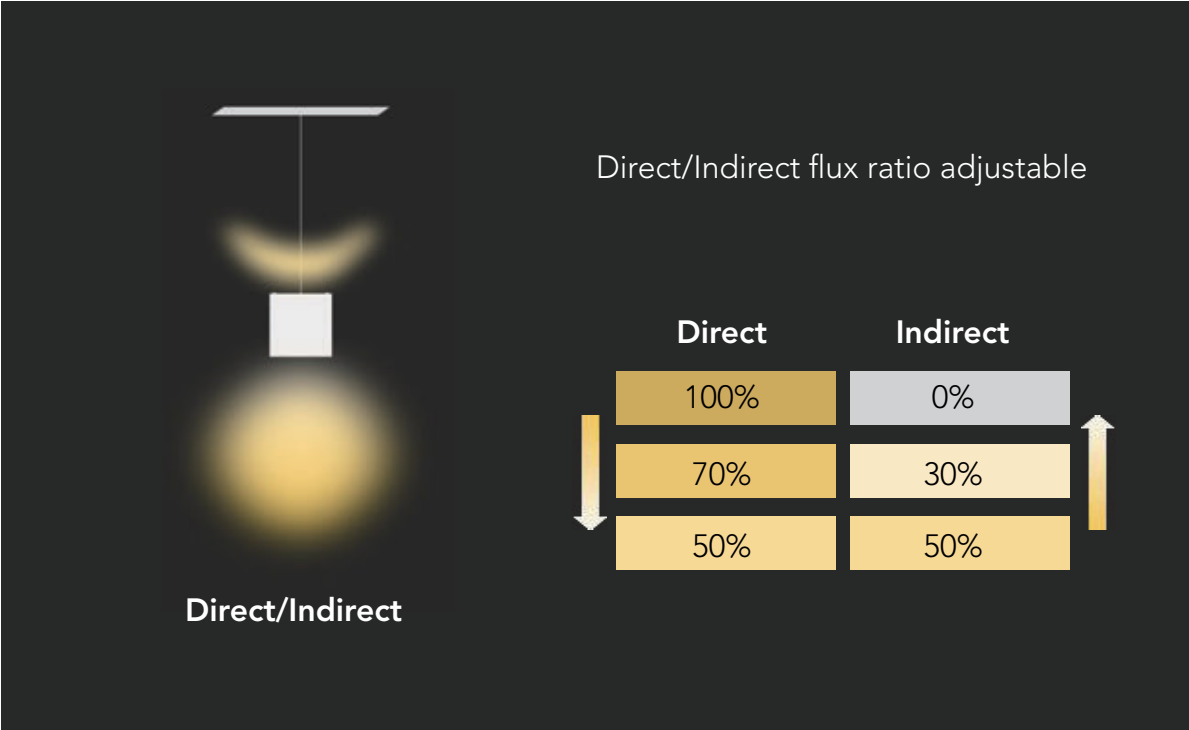 Direct/Indirect flux ratio adjustable
Direct Indirect
100% 0%
70% 30%
50% 50%
Direct/Indirect